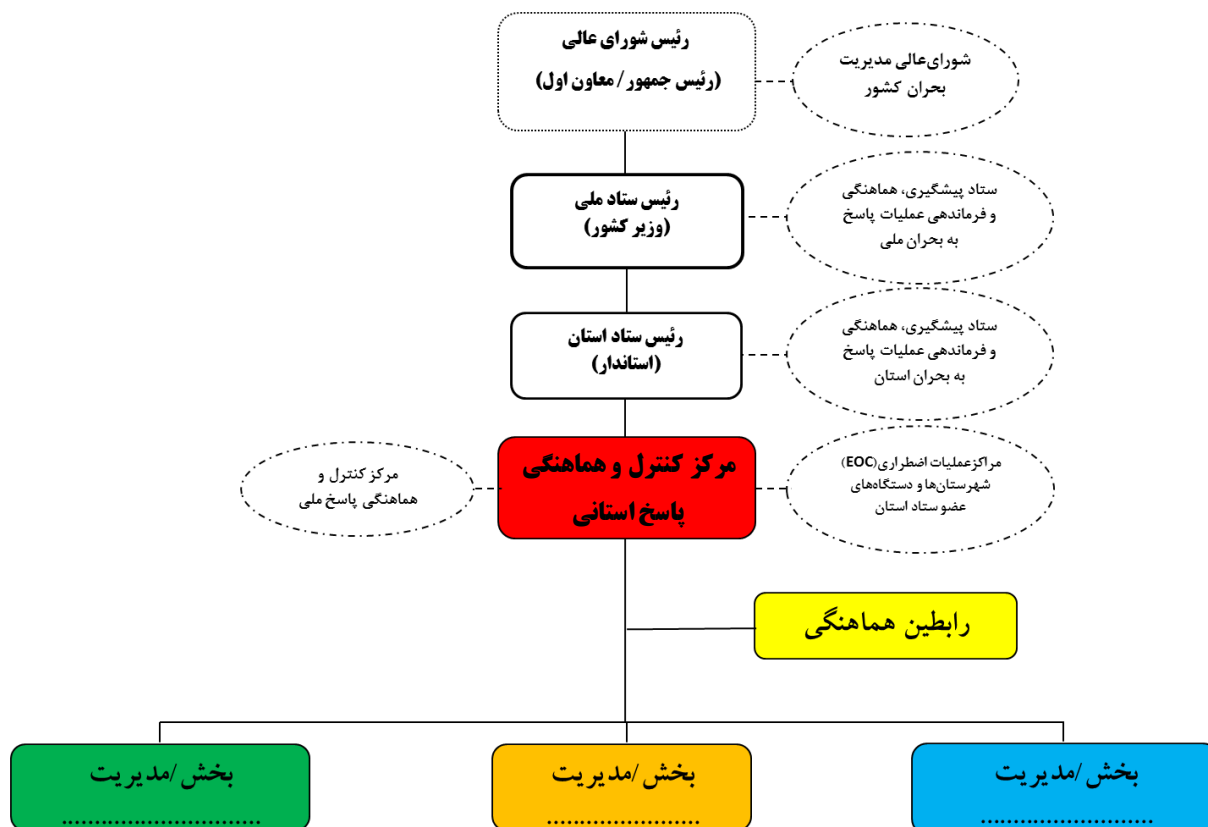 رئیس شورای عالی
(رئیس جمهور / معاون اول)
شورای‌عالی مدیریت
بحران کشور
رئیس ستاد ملی
(وزیر کشور)
ستاد پیشگیری، هماهنگی
و فرماندهی عملیات پاسخ
به بحران ملی
رئیس ستاد استان
(استاندار)
ستاد پیشگیری، هماهنگی
و فرماندهی عملیات پاسخ
به بحران استان
مرکز کنترل و هماهنگی
پاسخ استانی
مراکزعملیات اضطراری(EOC)
شهرستان‌ها و دستگاه‌های
عضو ستاد استان
مرکز کنترل و
هماهنگی پاسخ ملی
رابطین هماهنگی
بخش/مدیریت
..........................
بخش/مدیریت
......................
بخش/مدیریت
.............................